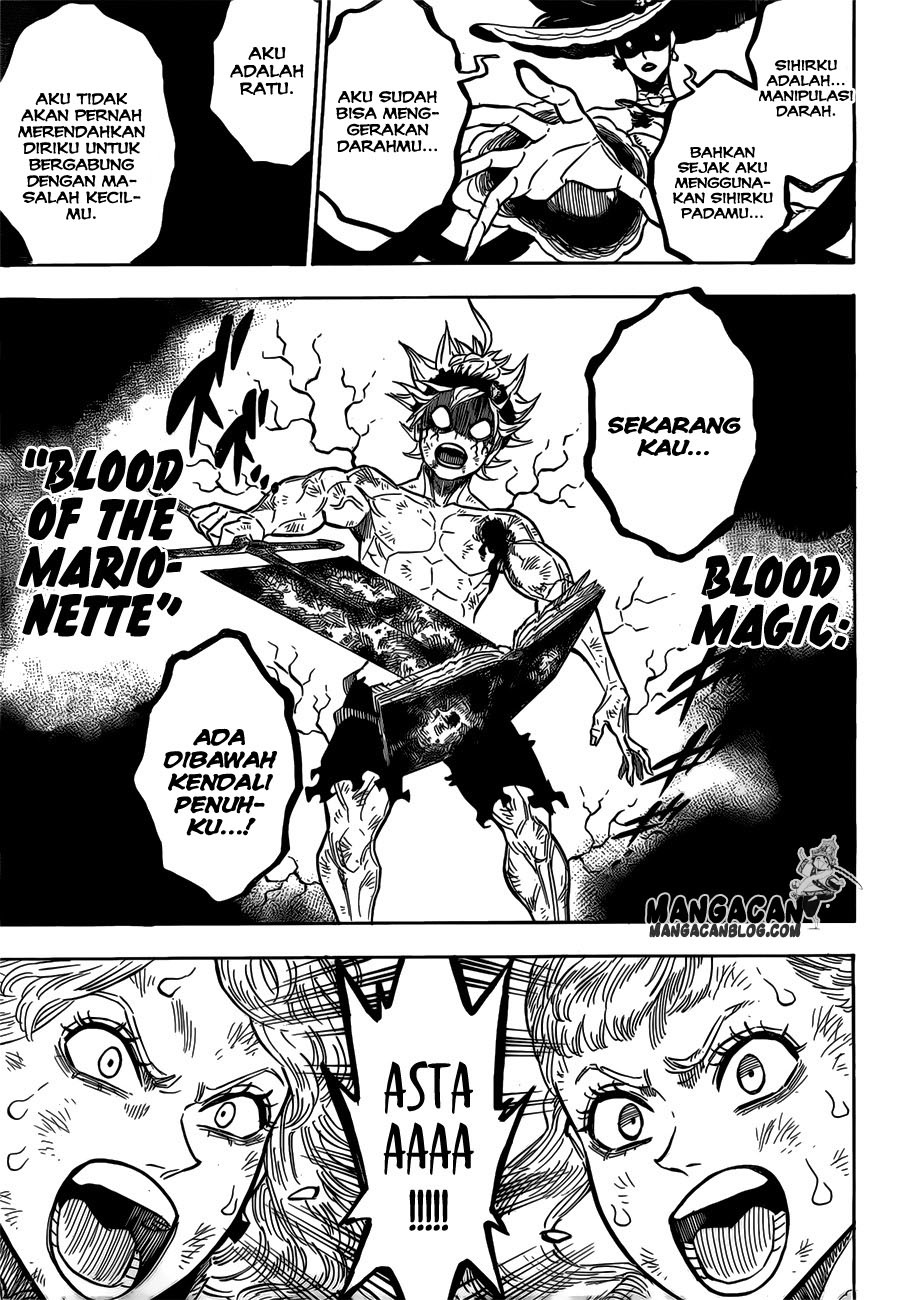 SIHIRKU
ADALAH...
MANIPULASI
DARAH.
BAHKAN
SEJAK AKU
MENGGUNA-
KAN SIHIRKU
PADAMU...
AKU SUDAH
BISA MENG-
GERAKAN
DARAHMU...
AKU
ADALAH
RATU.
AKU TIDAK
AKAN PERNAH
MERENDAHKAN
DIRIKU UNTUK
BERGABUNG
DENGAN MA-
SALAH KECIL-
MU.
SEKARANG
KAU...
BLOOD
MAGIC:
"BLOOD
OF THE
MARIO-
NETTE"
ADA
DIBAWAH
KENDALI
PENUH-
KU...!
MANGACAN
MANGACANBLOG.COM
ASTA
AAAA
!!!!!!